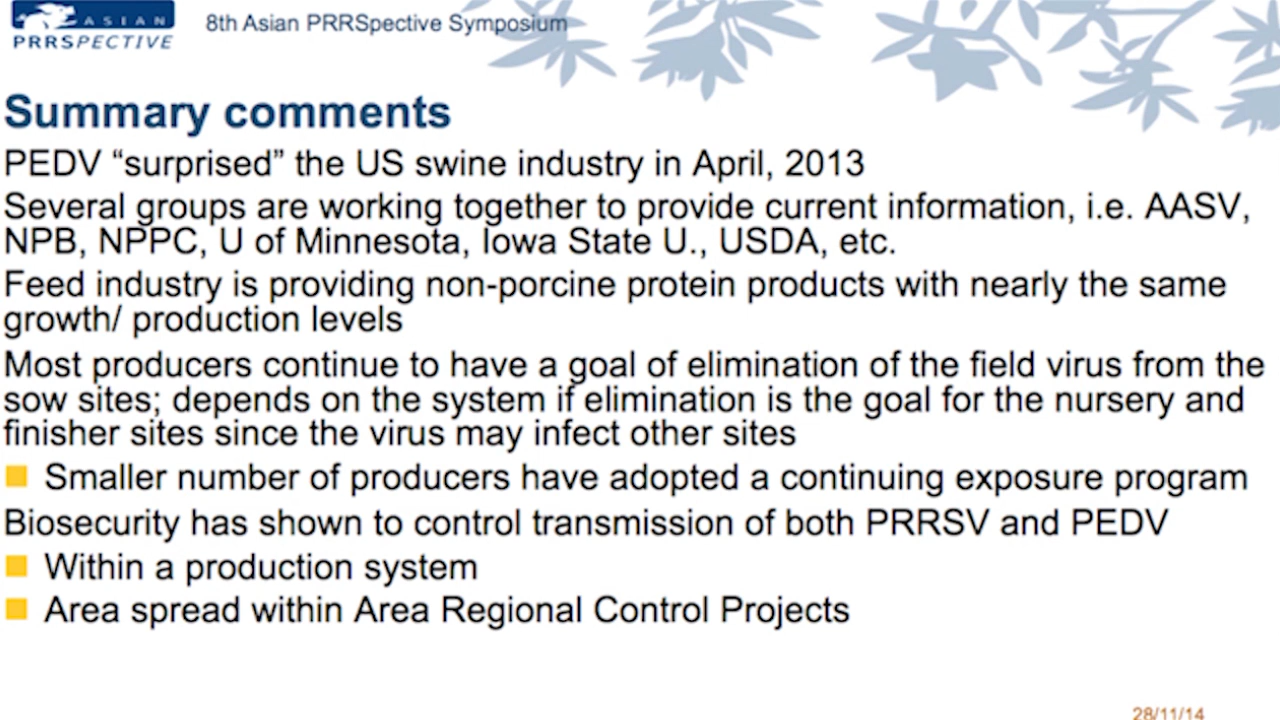 ASIAN
PRRSPECTIVE
8th Asian PRRSpective Symposium
Summary comments
PEDV “surprised” the US swine industry in April, 2013
Several groups are working together to provide current information, i.e. AASV,
NPB, NPPC, U of Minnesota, Iowa State U., USDA, etc.
Feed industry is providing non-porcine protein products with nearly the same
growth/ production levels
Most producers continue to have a goal of elimination of the field virus from the
sow sites; depends on the system if elimination is the goal for the nursery and
finisher sites since the virus may infect other sites
Smaller number of producers have adopted a continuing exposure program
Biosecurity has shown to control transmission of both PRRSV and PEDV
Within a production system
Area spread within Area Regional Control Projects
28/11/14